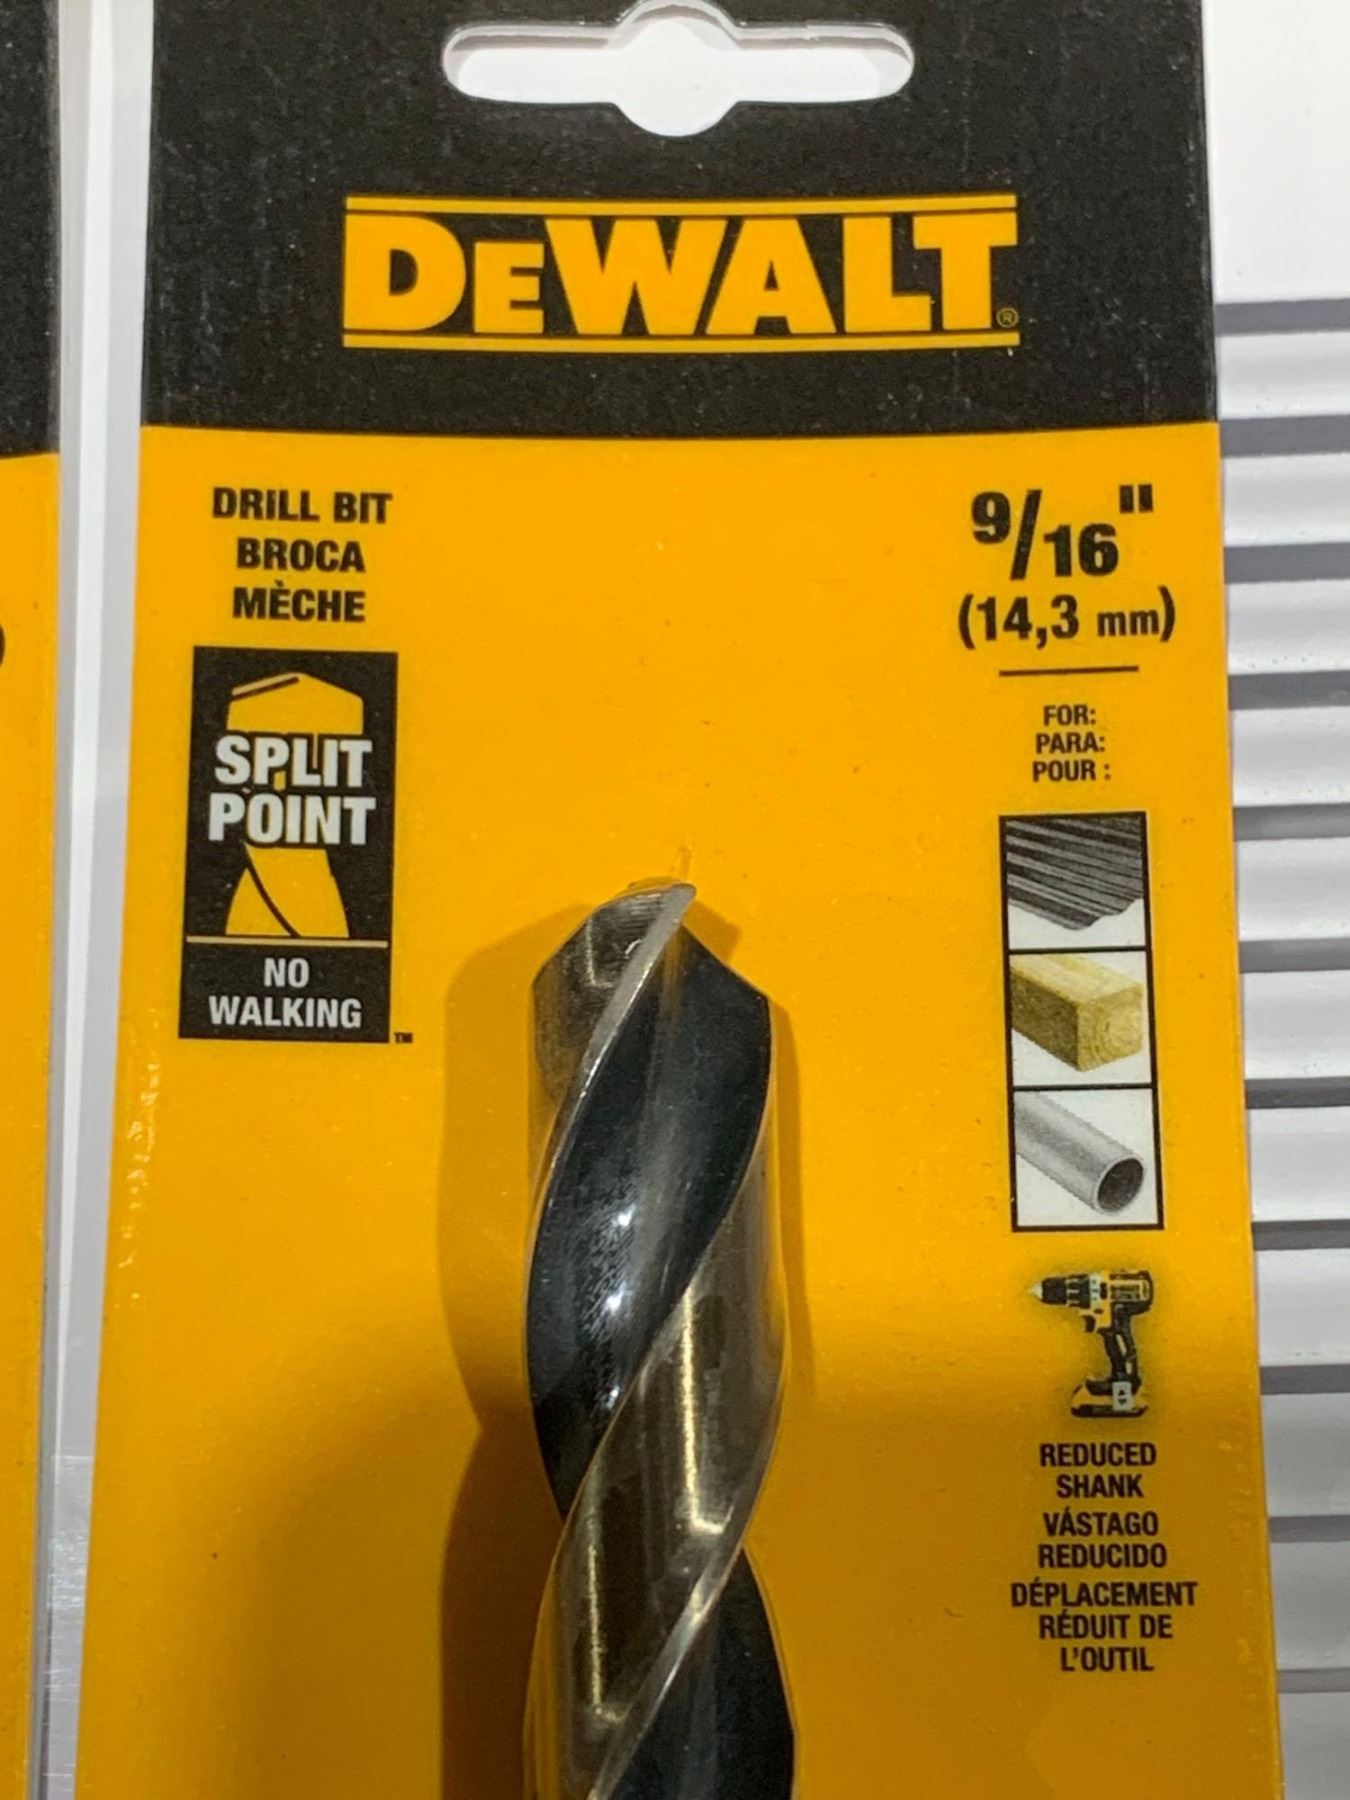 DEWALT®
DRILL BIT
BROCA
MÈCHE
SPLIT
POINT
NO
WALKING
™
9/16"
(14,3 mm)
FOR:
PARA:
POUR :
REDUCED
SHANK
VÁSTAGO
REDUCIDO
DÉPLACEMENT
RÉDUIT DE
L'OUTIL